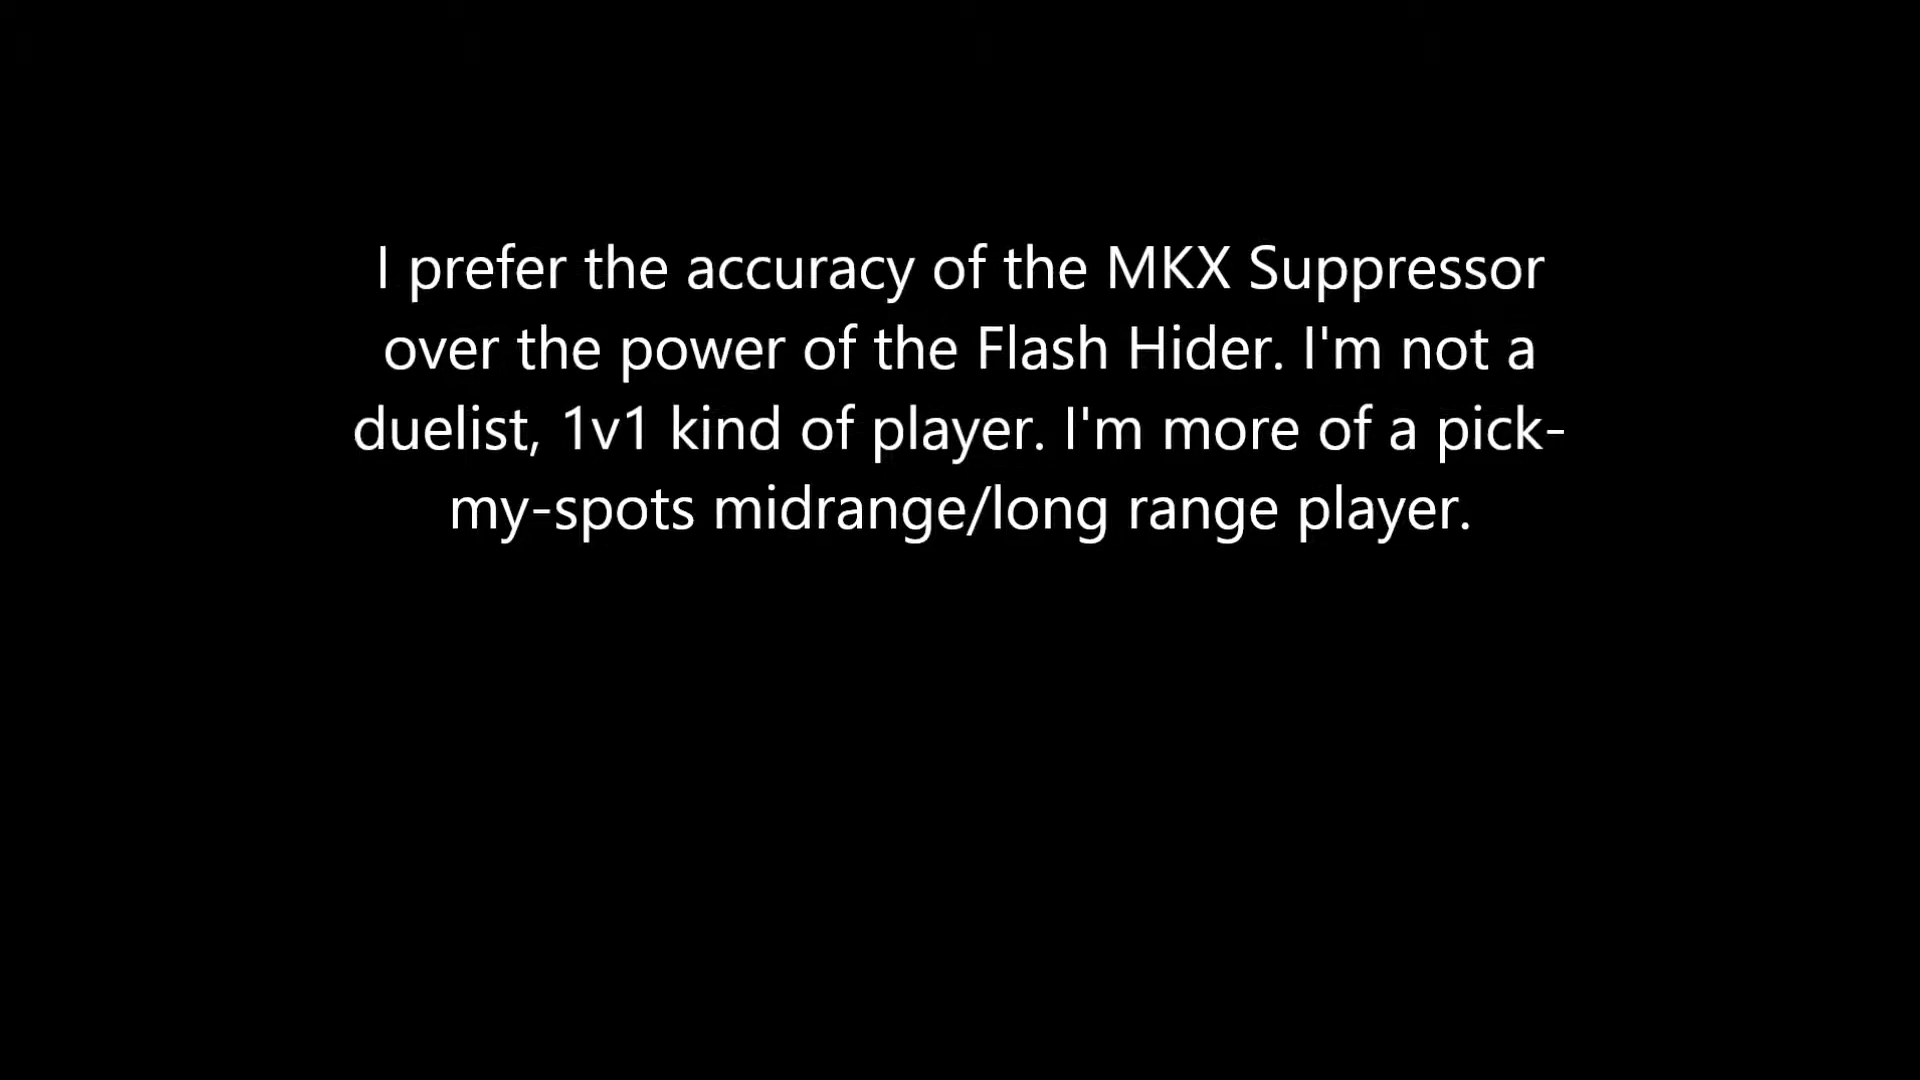 I prefer the accuracy of the MKX Suppressor
over the power of the Flash Hider. I'm not a
duelist, 1v1 kind of player. I'm more of a pick-
my-spots midrange/long range player.